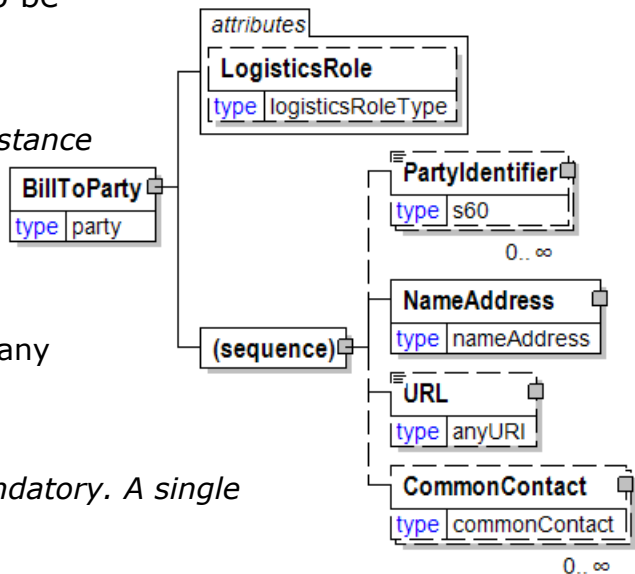 be
attributes
LogisticsRole
type logisticsRoleType
stance
BillToParty
type party
PartyIdentifier
type s60
0.. ∞
NameAddress
type nameAddress
any
(sequence)
URL
type anyURI
ndatory. A single
CommonContact
type commonContact
0.. ∞